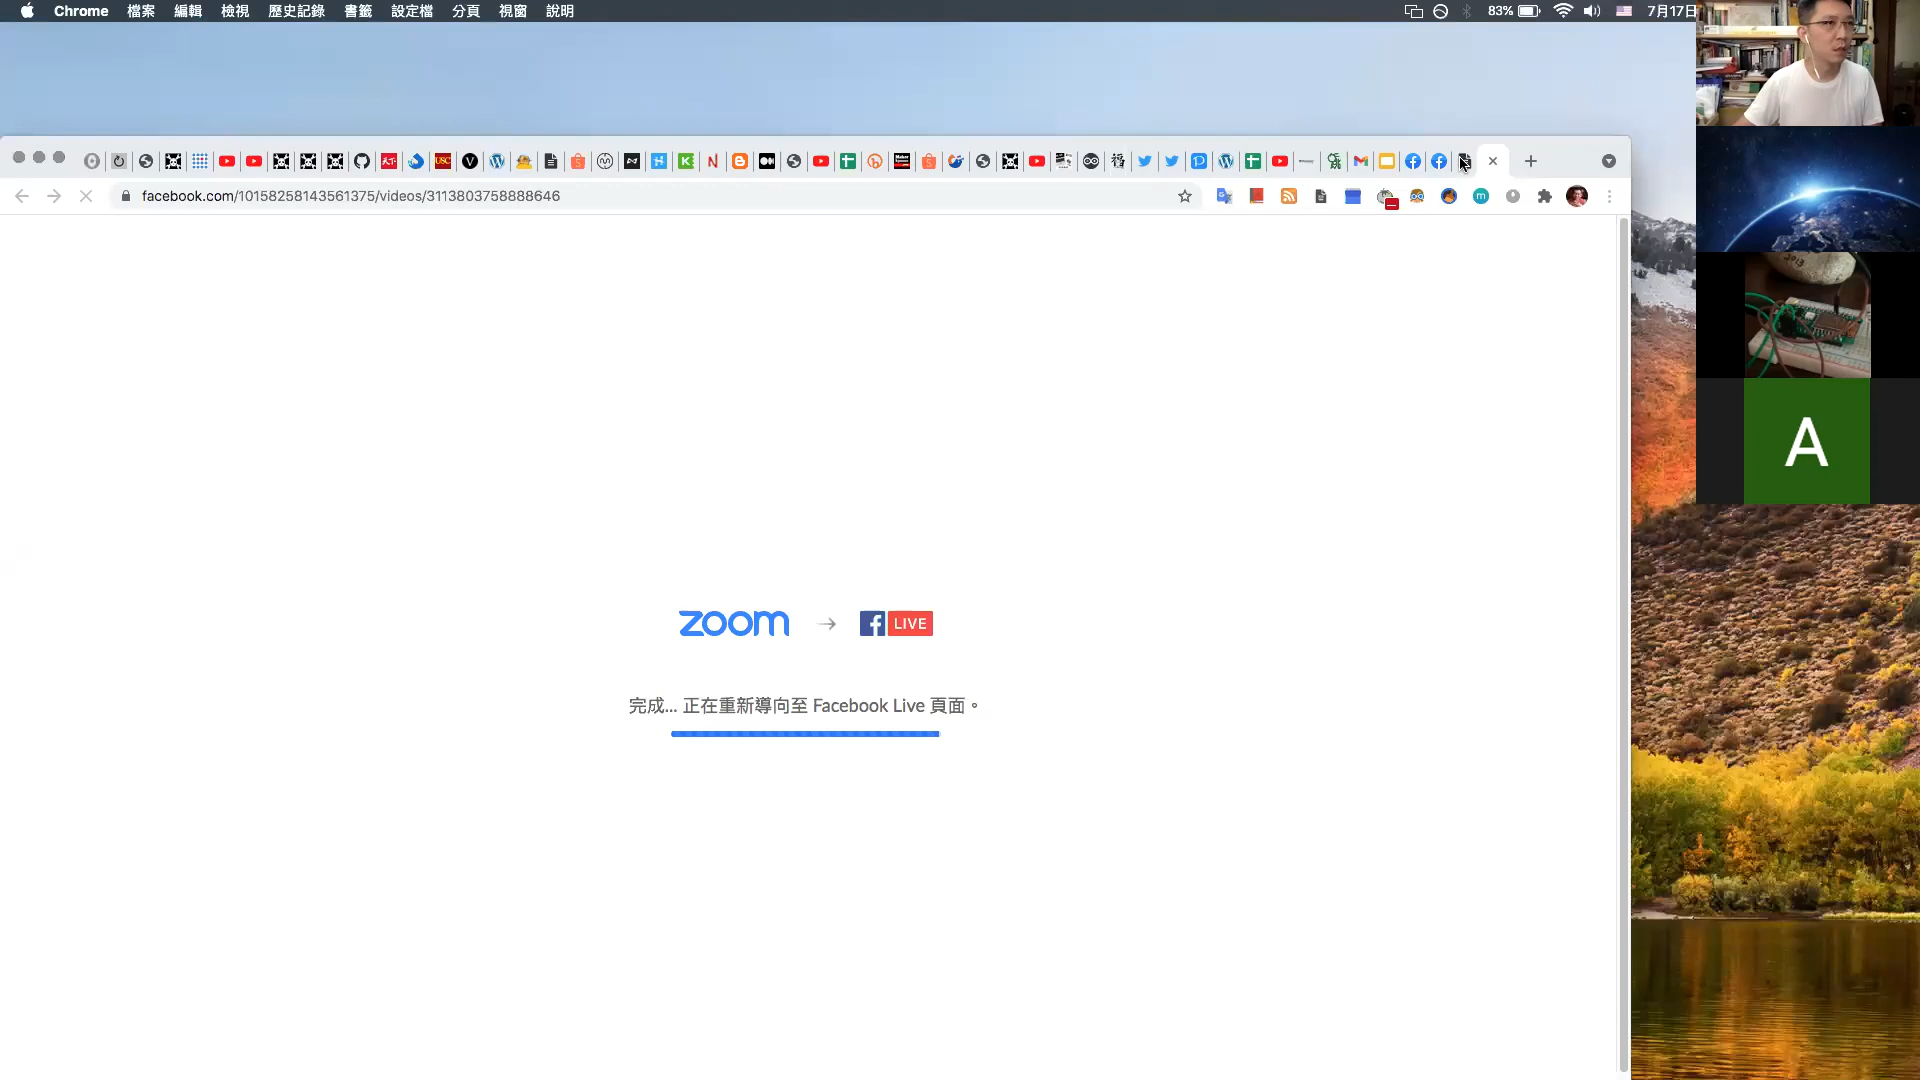 Chrome 檔案 編輯 檢視 歷史記錄 書籤 設定檔 分頁 視窗 說明 83% 7月17日
facebook.com/10158258143561375/videos/3113803758888646
zoom → f LIVE
完成... 正在重新導向至 Facebook Live 頁面。
2013
A